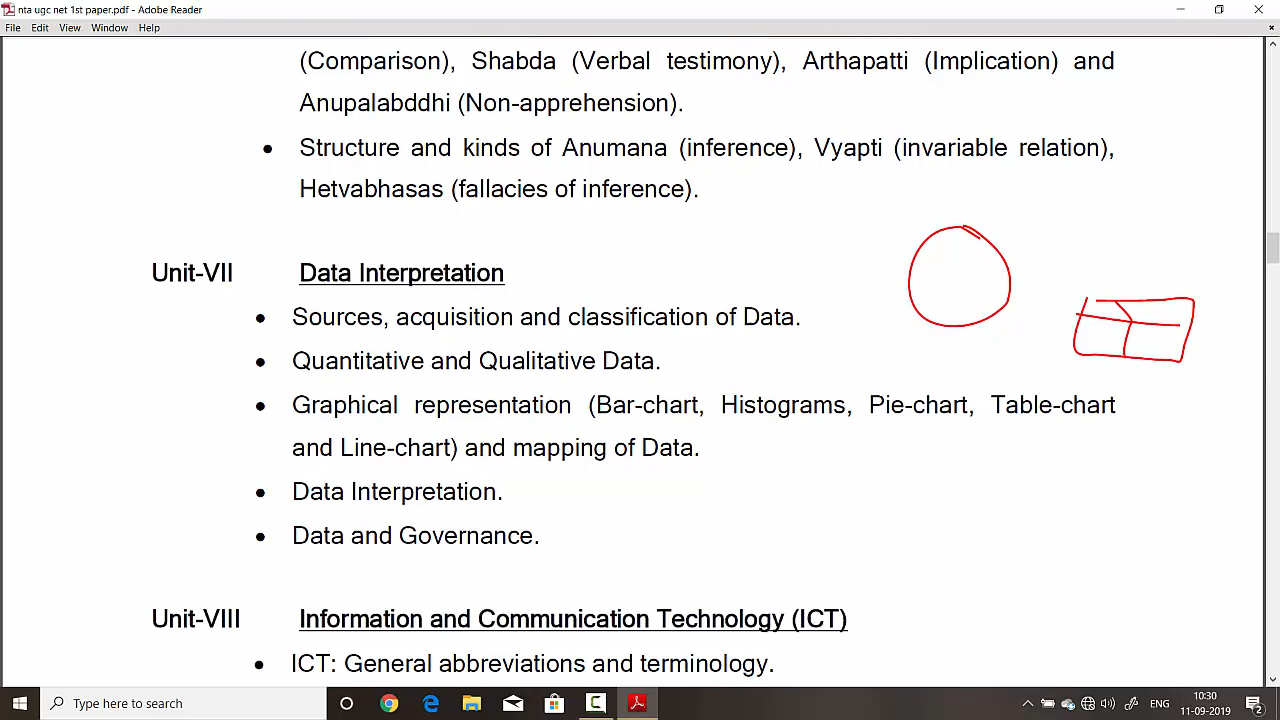 nta ugc net 1st paper.pdf - Adobe Reader
File Edit View Window Help
(Comparison), Shabda (Verbal testimony), Arthapatti (Implication) and
Anupalabddhi (Non-apprehension).
• Structure and kinds of Anumana (inference), Vyapti (invariable relation),
Hetvabhasas (fallacies of inference).
Unit-VII Data Interpretation
• Sources, acquisition and classification of Data.
• Quantitative and Qualitative Data.
• Graphical representation (Bar-chart, Histograms, Pie-chart, Table-chart
and Line-chart) and mapping of Data.
• Data Interpretation.
• Data and Governance.
Unit-VIII Information and Communication Technology (ICT)
• ICT: General abbreviations and terminology.
Type here to search
ENG
10:30
11-09-2019
2